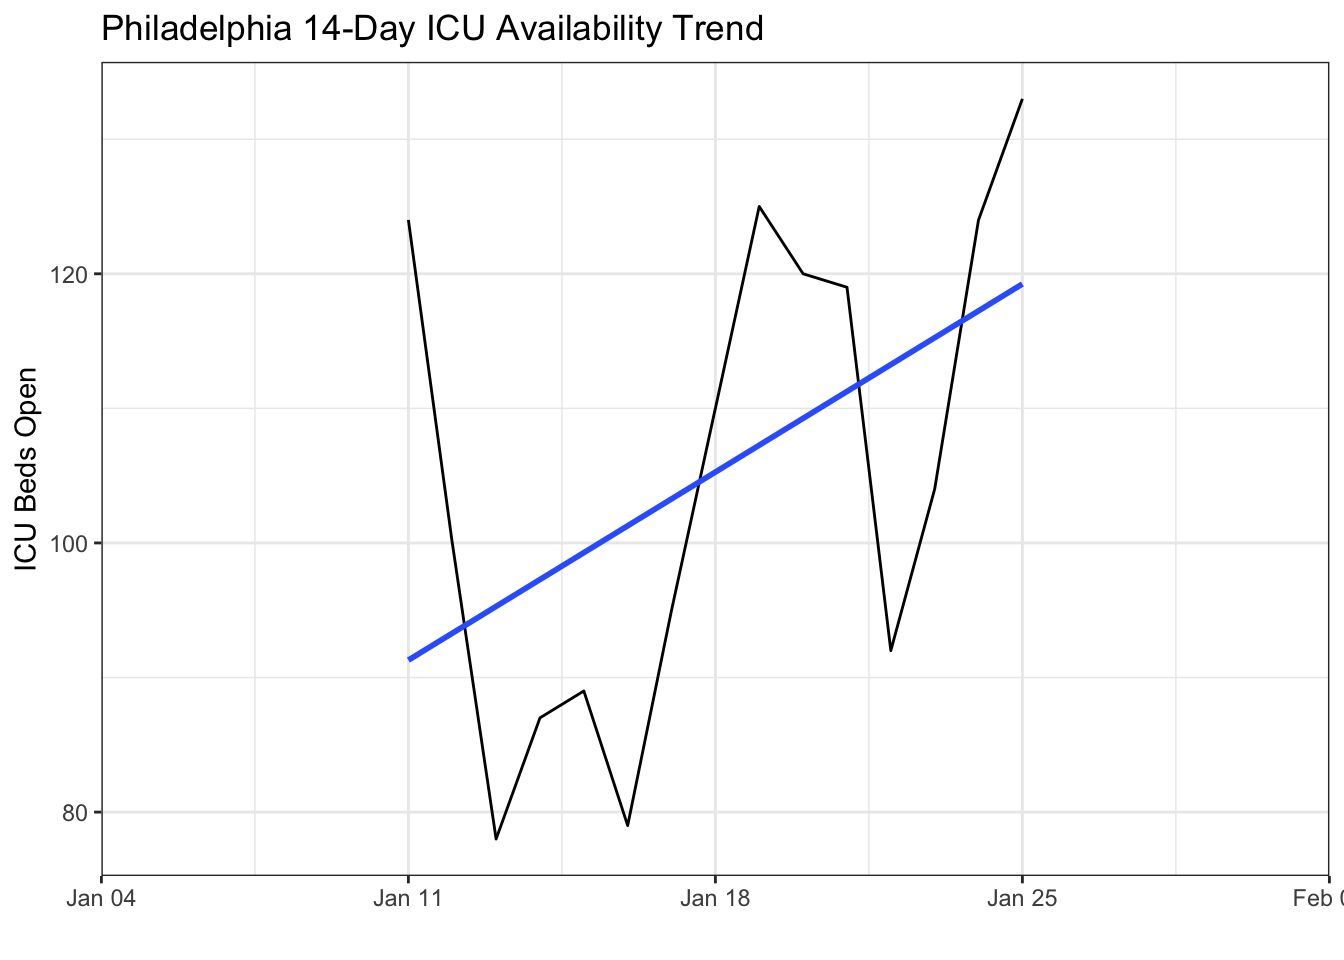 Philadelphia 14-Day ICU Availability Trend
ICU Beds Open
120
100
80
Jan 04 Jan 11 Jan 18 Jan 25 Feb